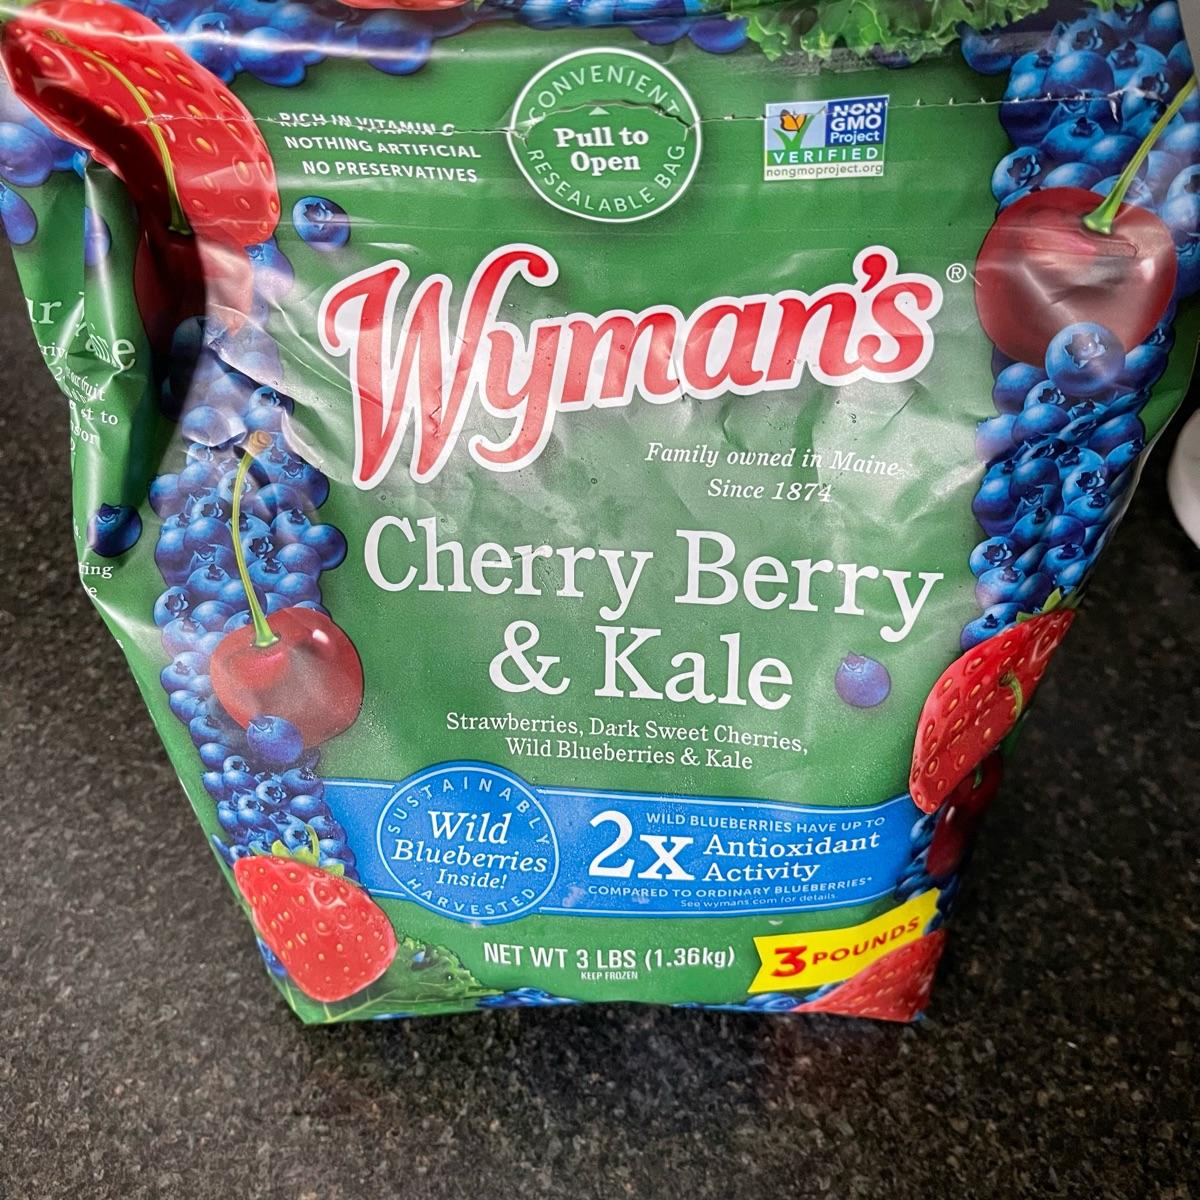 RICH IN VITAMIN C
NOTHING ARTIFICIAL
NO PRESERVATIVES
CONVENIENT
Pull to
Open
RESEALABLE BAG
NON
GMO
Project
VERIFIED
nongmoproject.org
Wyman's®
Family owned in Maine
Since 1874
Cherry Berry
& Kale
Strawberries, Dark Sweet Cherries,
Wild Blueberries & Kale
SUSTAINABLY
Wild
Blueberries
Inside!
HARVESTED
WILD BLUEBERRIES HAVE UP TO
2x Antioxidant
Activity
COMPARED TO ORDINARY BLUEBERRIES*
See wymans.com for details.
NET WT 3 LBS (1.36kg)
KEEP FROZEN
3 POUNDS
fruit
to